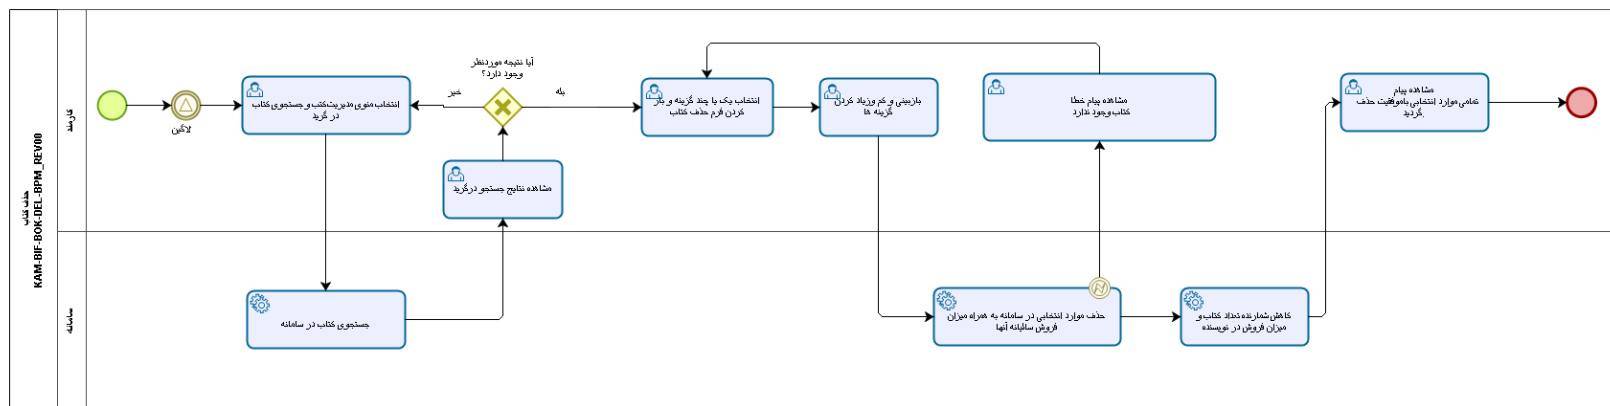 حذف کتاب
KAM-BIF-BOK-DEL-BPM_REV00
کارمند
سامانه
لاگین
انتخاب منوی مدیریت کتب و جستجوی کتاب
در گرید
جستجوی کتاب در سامانه
مشاهده نتایج جستجو در گرید
آیا نتیجه موردنظر
وجود دارد؟
خیر
بله
انتخاب یک یا چند گزینه و باز
کردن فرم حذف کتاب
بازبینی و کم و زیاد کردن
گزینه ها
حذف موارد انتخابی در سامانه به همراه میزان
فروش سالیانه آنها
مشاهده پیام خطا
کتاب وجود ندارد
کاهش شمارنده تعداد کتاب و
میزان فروش در نویسنده
مشاهده پیام
تمامی موارد انتخابی باموفقیت حذف
گردید.